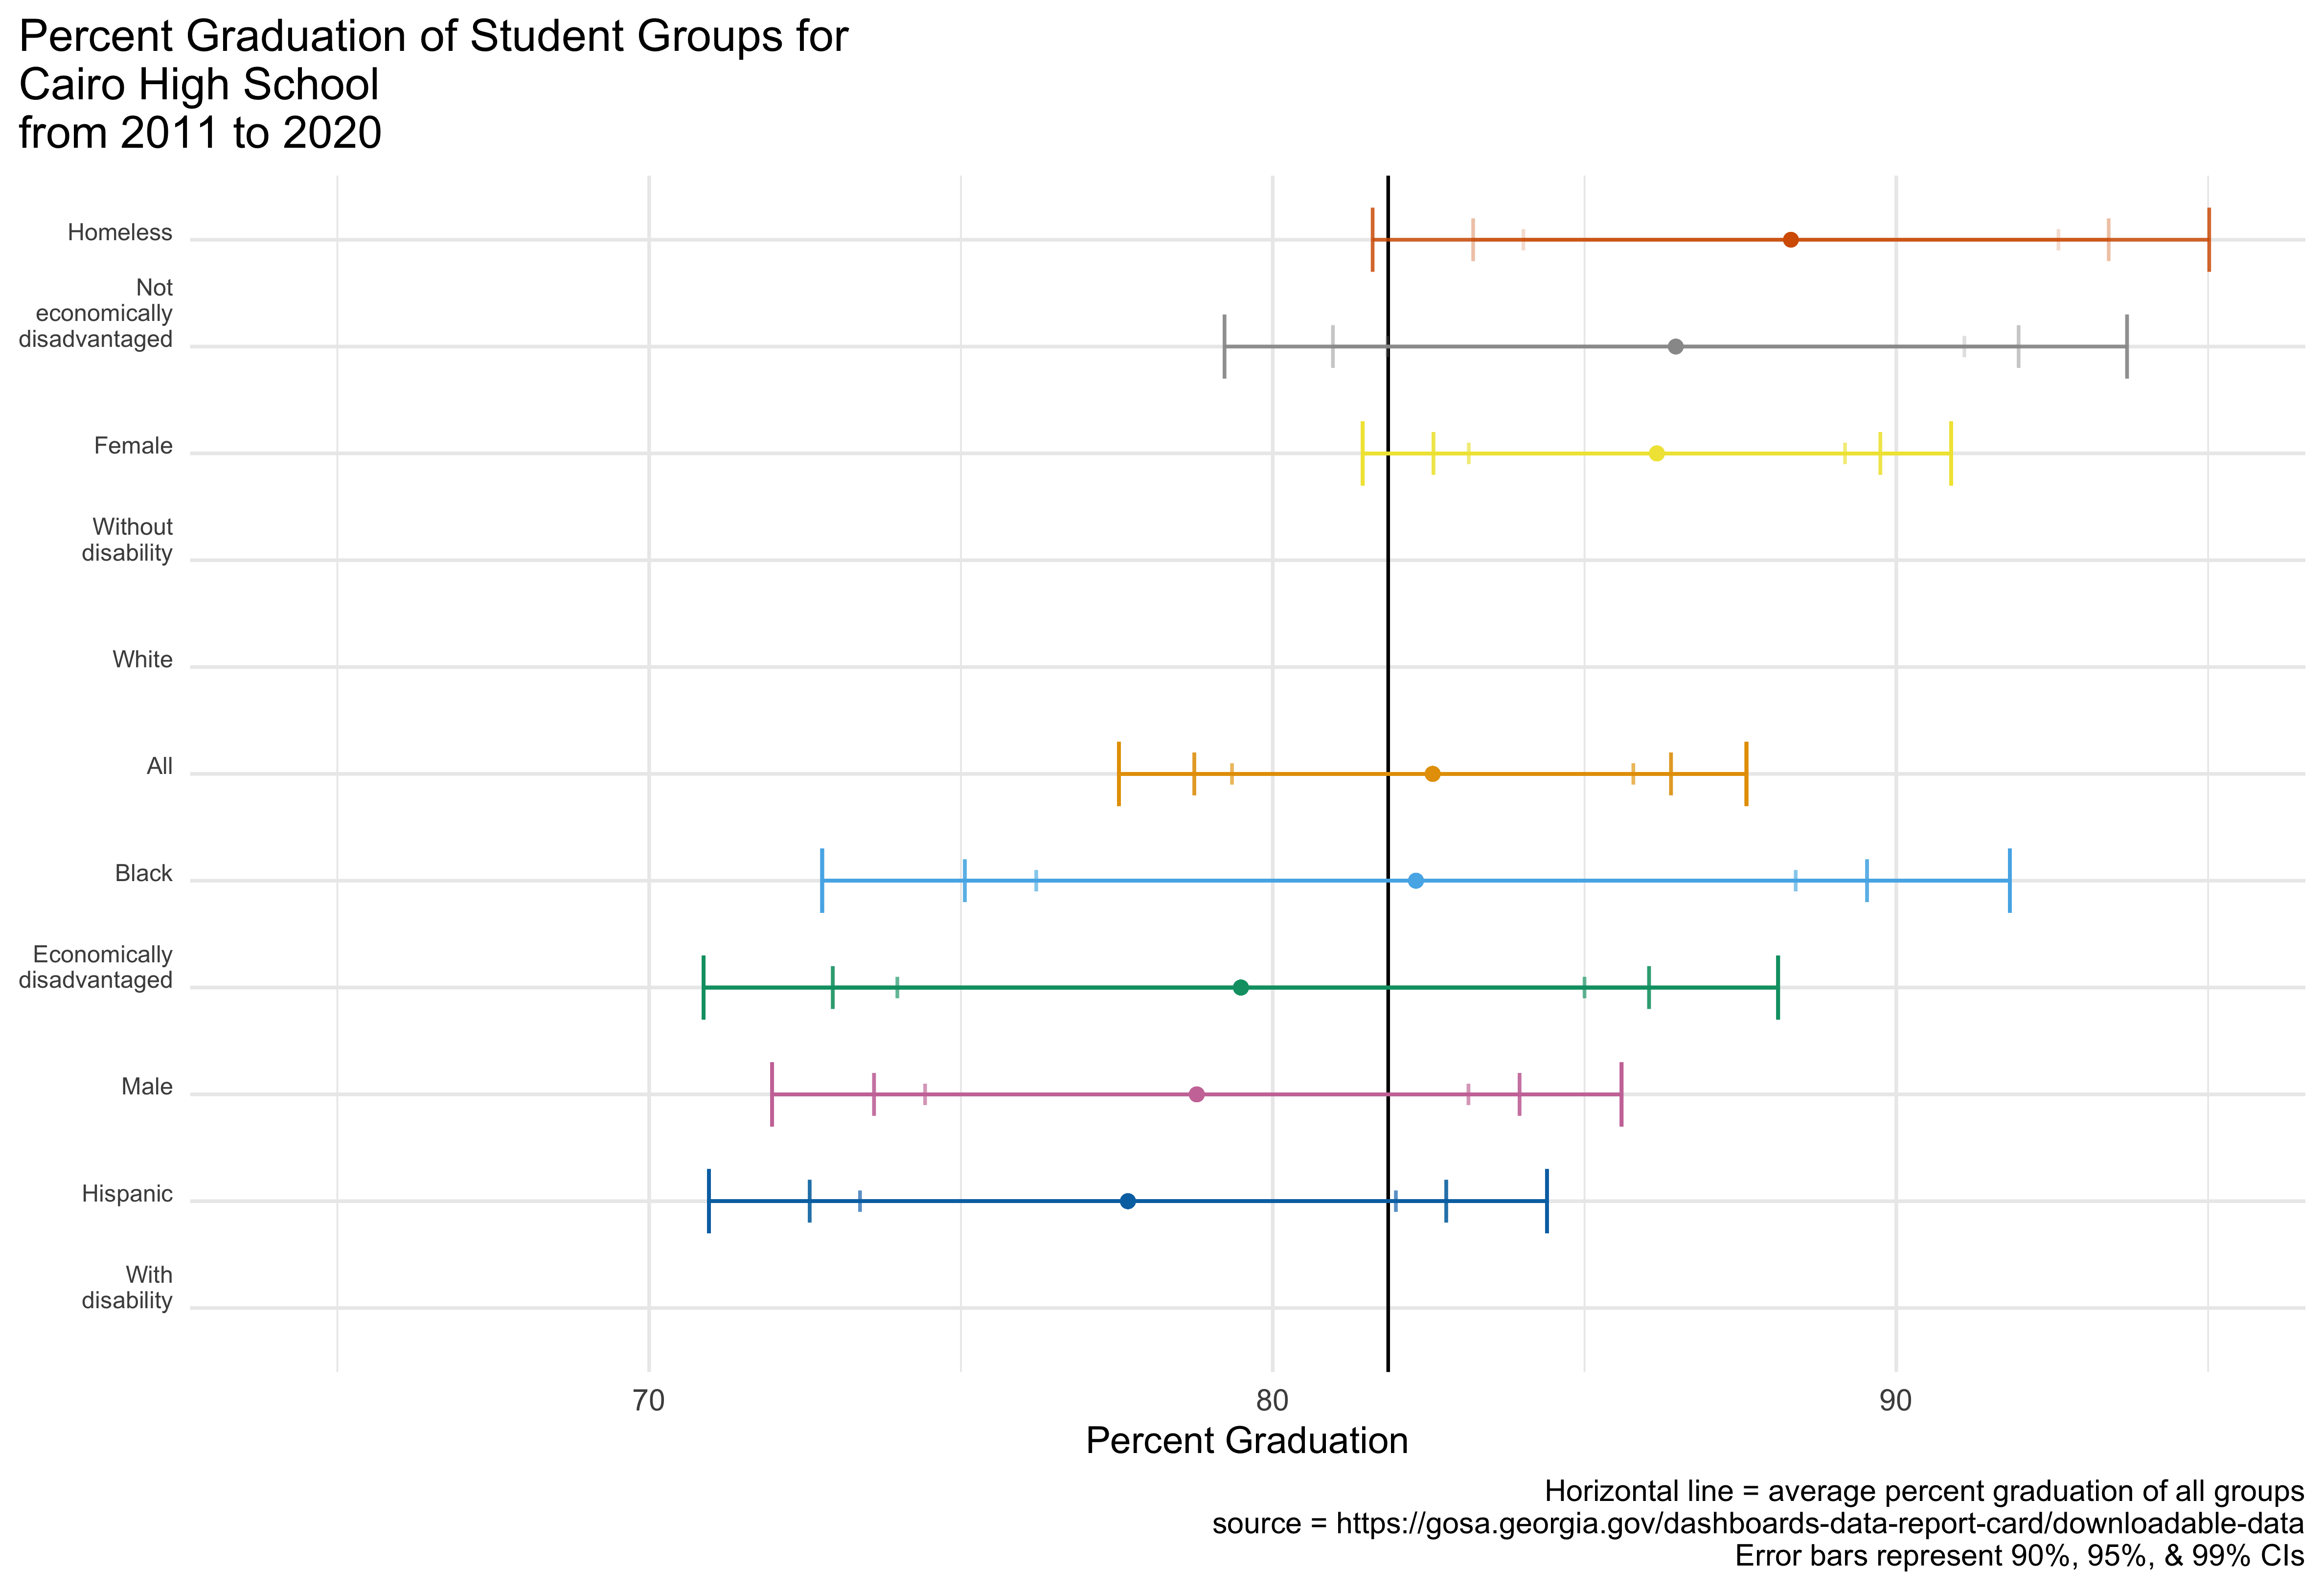 Percent Graduation of Student Groups for
Cairo High School
from 2011 to 2020
Homeless
Not
economically
disadvantaged
Female
Without
disability
White
All
Black
Economically
disadvantaged
Male
Hispanic
With
disability
70 80 90
Percent Graduation
Horizontal line = average percent graduation of all groups
source = https://gosa.georgia.gov/dashboards-data-report-card/downloadable-data
Error bars represent 90%, 95%, & 99% CIs